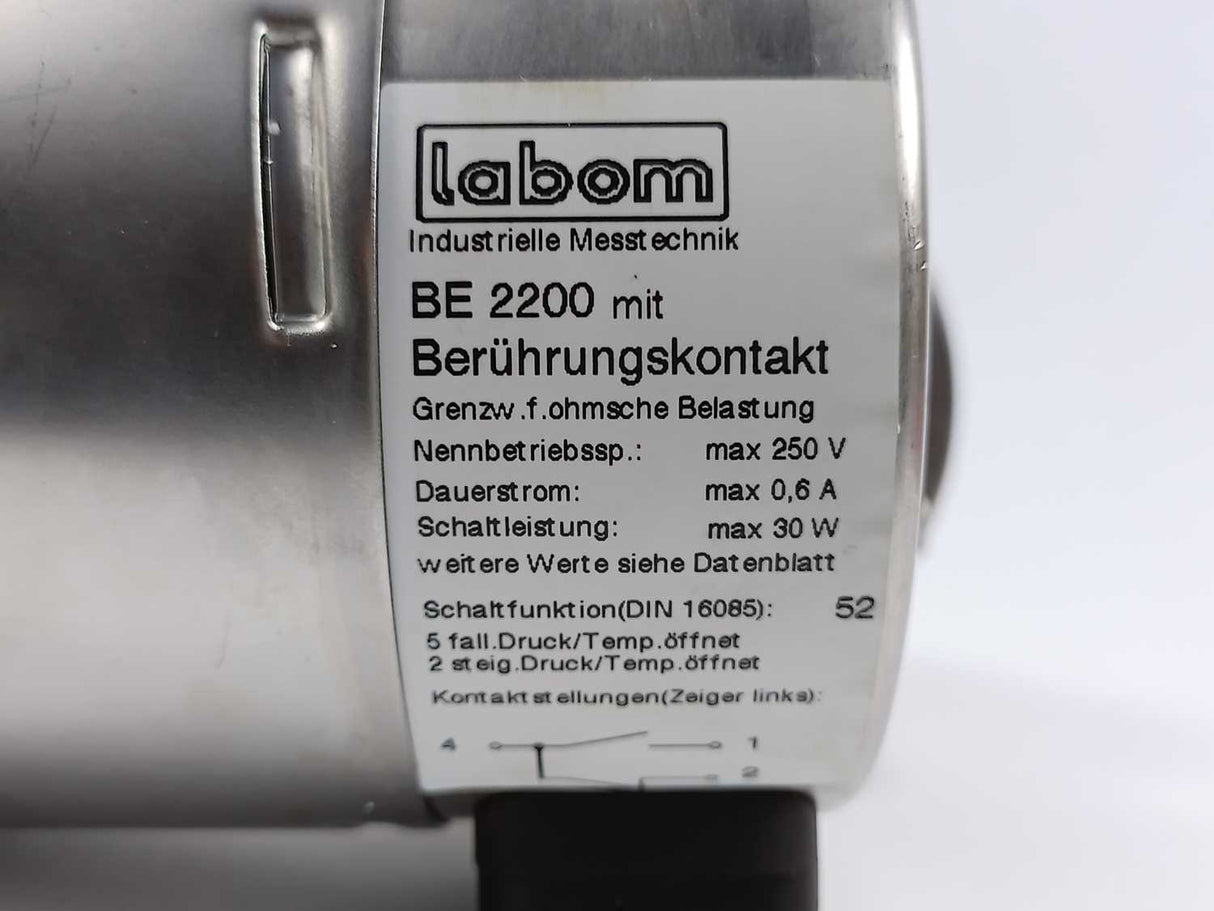 labom
Industrielle Messtechnik
BE 2200 mit
Berührungskontakt
Grenzw.f.ohmsche Belastung
Nennbetriebssp.: max 250 V
Dauerstrom: max 0,6 A
Schaltleistung: max 30 W
weitere Werte siehe Datenblatt
Schaltfunktion(DIN 16085): 52
5 fall.Druck/Temp.öffnet
2 steig.Druck/Temp.öffnet
Kontaktstellungen(Zeiger links):
4 1
2